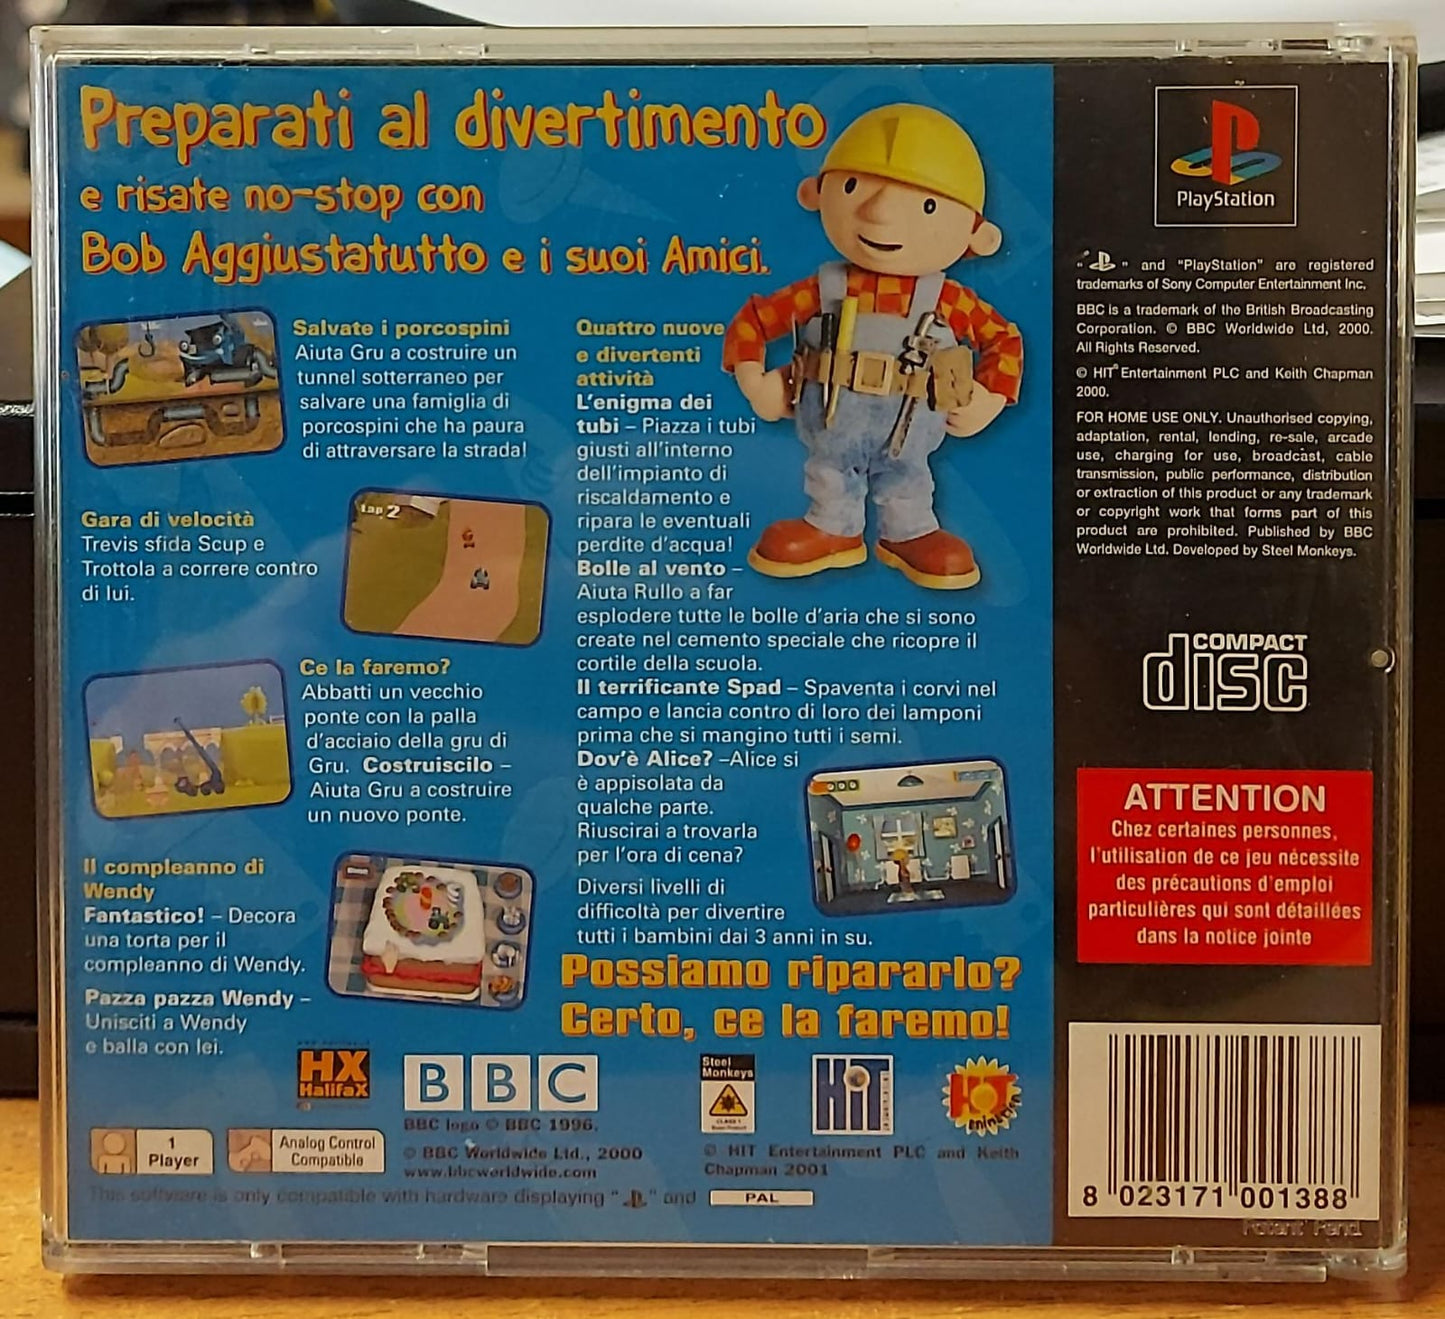 Preparati al divertimento
e risate no-stop con
Bob Aggiustatutto e i suoi Amici.
Salvate i porcospini
Aiuta Gru a costruire un
tunnel sotterraneo per
salvare una famiglia di
porcospini che ha paura
di attraversare la strada!
Gara di velocità
Trevis sfida Scup e
Trottola a correre contro
di lui.
Lap 2
Ce la faremo?
Abbatti un vecchio
ponte con la palla
d'acciaio della gru di
Gru. Costruiscilo –
Aiuta Gru a costruire
un nuovo ponte.
Il compleanno di
Wendy
Fantastico! – Decora
una torta per il
compleanno di Wendy.
Pazza pazza Wendy –
Unisciti a Wendy
e balla con lei.
Quattro nuove
e divertenti
attività
L'enigma dei
tubi – Piazza i tubi
giusti all'interno
dell'impianto di
riscaldamento e
ripara le eventuali
perdite d'acqua!
Bolle al vento –
Aiuta Rullo a far
esplodere tutte le bolle d'aria che si sono
create nel cemento speciale che ricopre il
cortile della scuola.
Il terrificante Spad – Spaventa i corvi nel
campo e lancia contro di loro dei lamponi
prima che si mangino tutti i semi.
Dov'è Alice? –Alice si
è appisolata da
qualche parte.
Riuscirai a trovarla
per l'ora di cena?
Diversi livelli di
difficoltà per divertire
tutti i bambini dai 3 anni in su.
Possiamo ripararlo?
Certo, ce la faremo!
HX
HalifaX
BBC
BBC logo © BBC 1996.
© BBC Worldwide Ltd., 2000
www.bbcworldwide.com
Steel
Monkeys
HiT
HOT
Animation
© HIT Entertainment PLC and Keith
Chapman 2001
1
Player
Analog Control
Compatible
This software is only compatible with hardware displaying " " and PAL
PlayStation
" " and "PlayStation" are registered
trademarks of Sony Computer Entertainment Inc.
BBC is a trademark of the British Broadcasting
Corporation. © BBC Worldwide Ltd, 2000.
All Rights Reserved.
© HIT Entertainment PLC and Keith Chapman
2000.
FOR HOME USE ONLY. Unauthorised copying,
adaptation, rental, lending, re-sale, arcade
use, charging for use, broadcast, cable
transmission, public performance, distribution
or extraction of this product or any trademark
or copyright work that forms part of this
product are prohibited. Published by BBC
Worldwide Ltd. Developed by Steel Monkeys.
COMPACT
disc
ATTENTION
Chez certaines personnes,
l'utilisation de ce jeu nécessite
des précautions d'emploi
particulières qui sont détaillées
dans la notice jointe
8 023171 001388
Patent Pend.